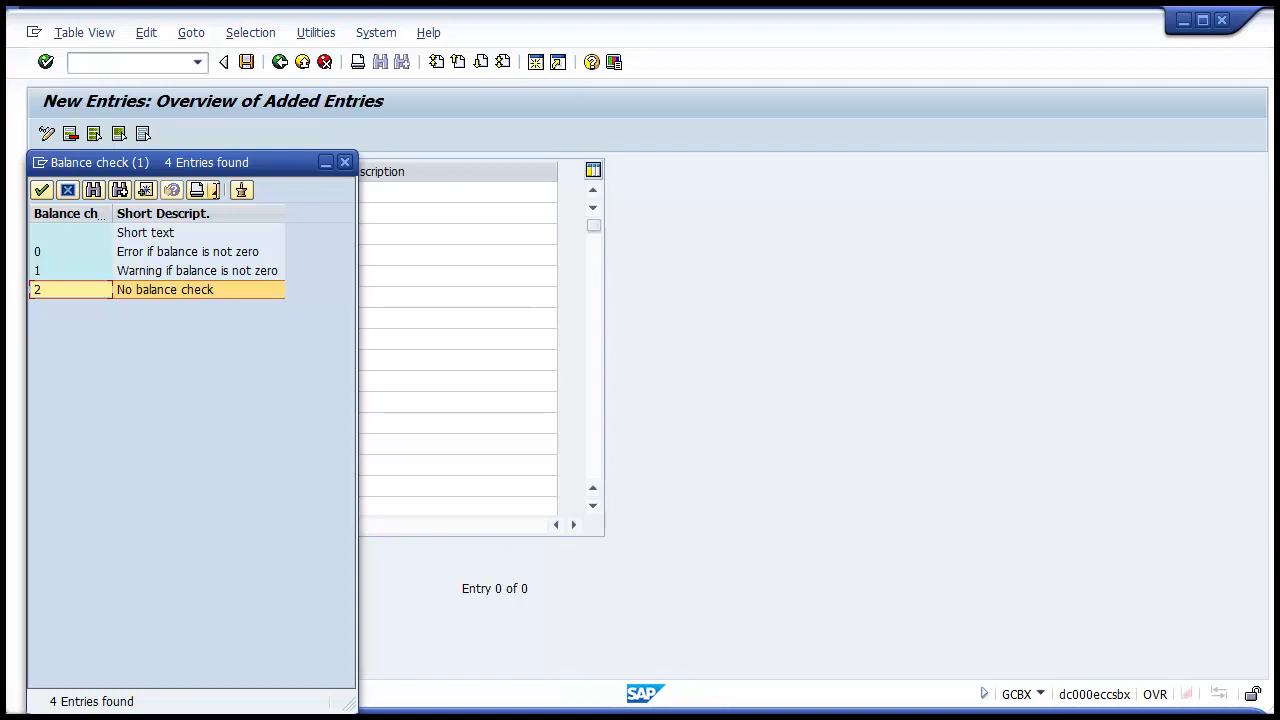 Table View Edit Goto Selection Utilities System Help
New Entries: Overview of Added Entries
Balance check (1) 4 Entries found
scription
Balance ch... Short Descript.
Short text
0 Error if balance is not zero
1 Warning if balance is not zero
2 No balance check
Entry 0 of 0
4 Entries found
SAP
GCBX dc000eccsbx OVR